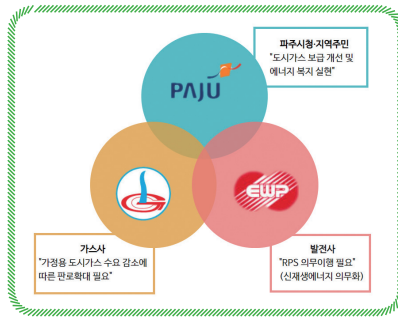 파주시청·지역주민
"도시가스 보급 개선 및
에너지 복지 실현"
PAJU
EWP
가스사
"가정용 도시가스 수요 감소에
따른 판로확대 필요"
발전사
"RPS 의무이행 필요"
(신재생에너지 의무화)